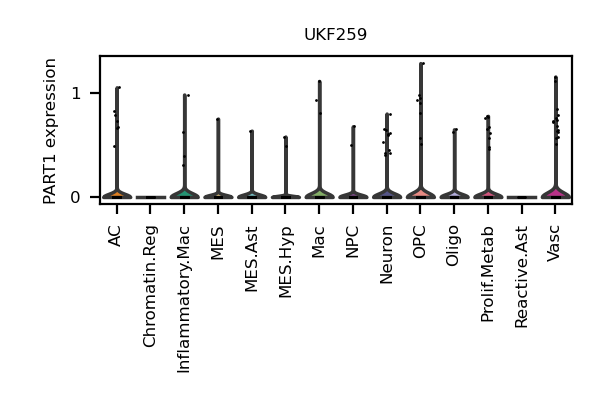 UKF259
PART1 expression
1
0
AC
Chromatin.Reg
Inflammatory.Mac
MES
MES.Ast
MES.Hyp
Mac
NPC
Neuron
OPC
Oligo
Prolif.Metab
Reactive.Ast
Vasc